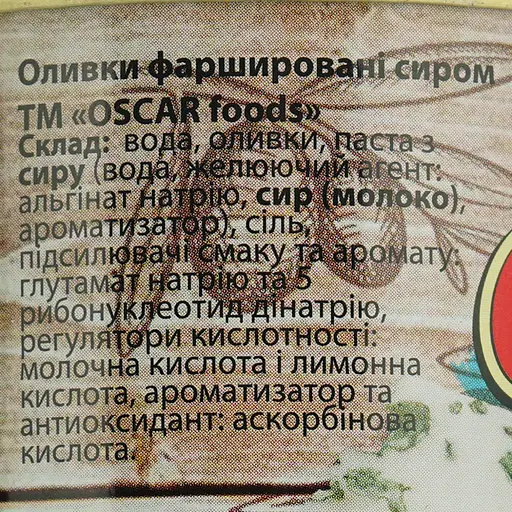 Оливки фаршировані сиром
ТМ «OSCAR foods»
Склад: вода, оливки, паста з
сиру (вода, желюючий агент:
альгінат натрію, сир (молоко),
ароматизатор), сіль,
підсилювачі смаку та аромату:
глутамат натрію та 5
рибонуклеотид дінатрію,
регулятори кислотності:
молочна кислота і лимонна
кислота, ароматизатор та
антиоксидант: аскорбінова
кислота.